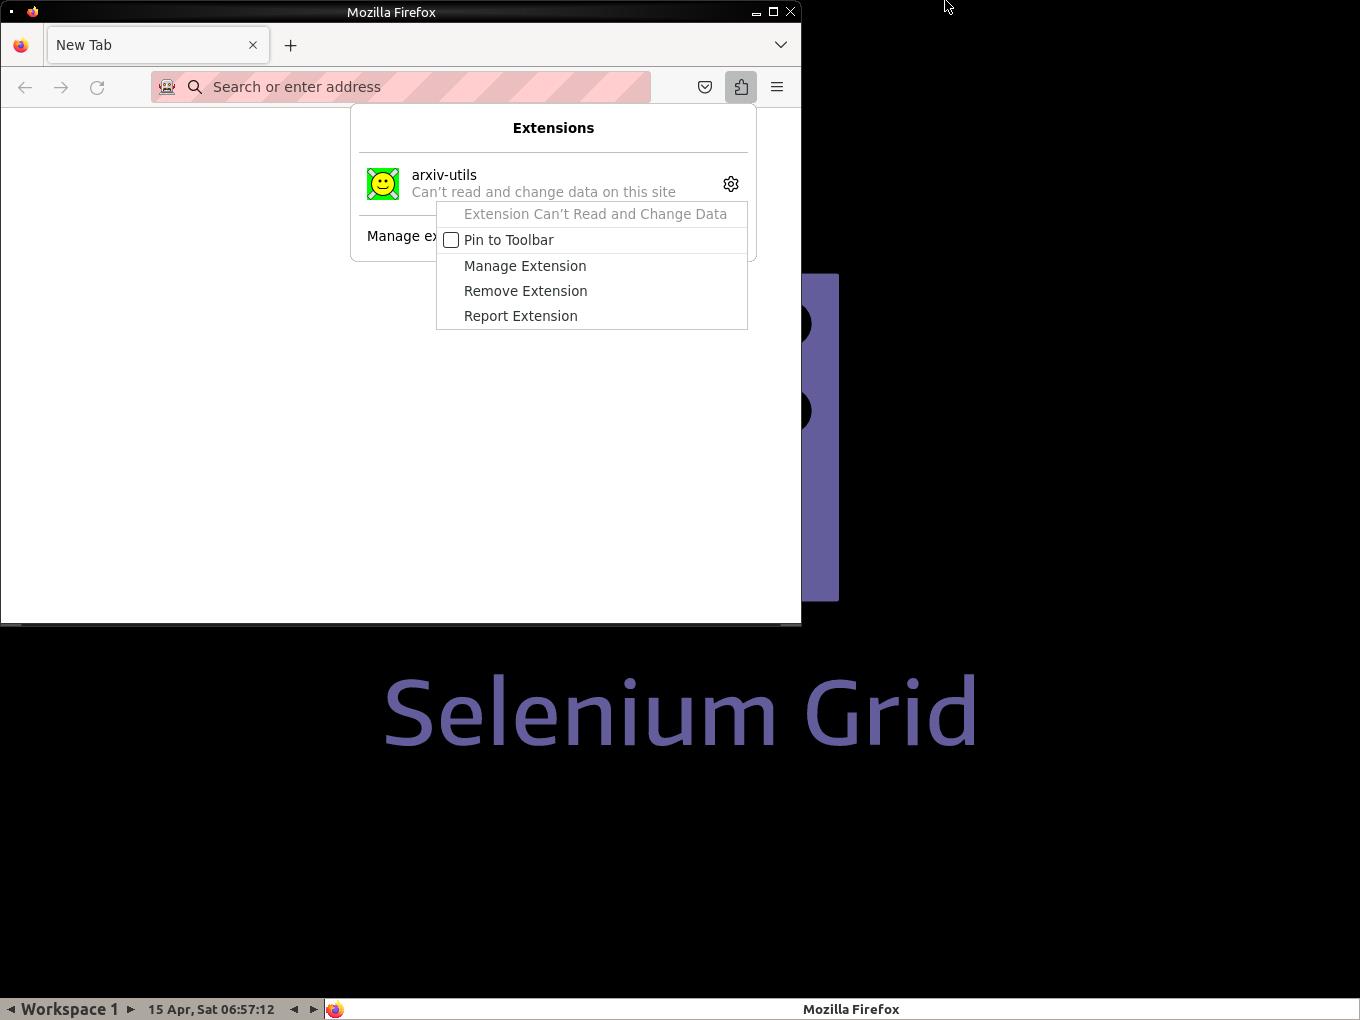 Mozilla Firefox
New Tab
Search or enter address
Extensions
arxiv-utils
Can't read and change data on this site
Extension Can't Read and Change Data
Manage ex
Pin to Toolbar
Manage Extension
Remove Extension
Report Extension
Selenium Grid
Workspace 1
15 Apr, Sat 06:57:12
Mozilla Firefox